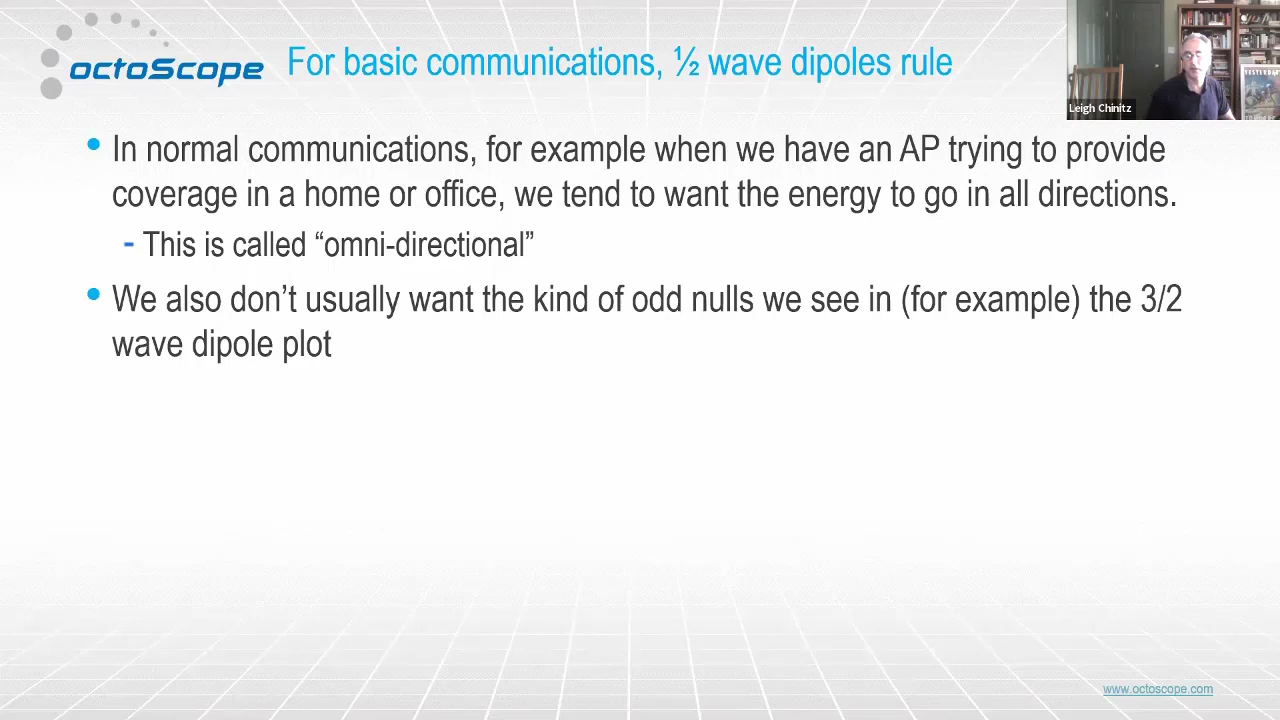 octoScope
For basic communications, ½ wave dipoles rule
Leigh Chinitz
YESTERDAY
• In normal communications, for example when we have an AP trying to provide
coverage in a home or office, we tend to want the energy to go in all directions.
- This is called “omni-directional”
• We also don’t usually want the kind of odd nulls we see in (for example) the 3/2
wave dipole plot
www.octoscope.com